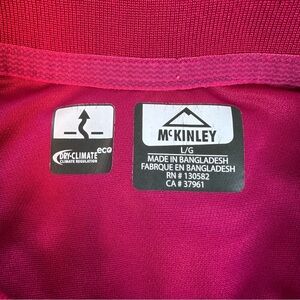 DRY-CLIMATE eco
CLIMATE REGULATION
McKINLEY
L/G
MADE IN BANGLADESH
FABRIQUE EN BANGLADESH
RN # 130582
CA # 37961